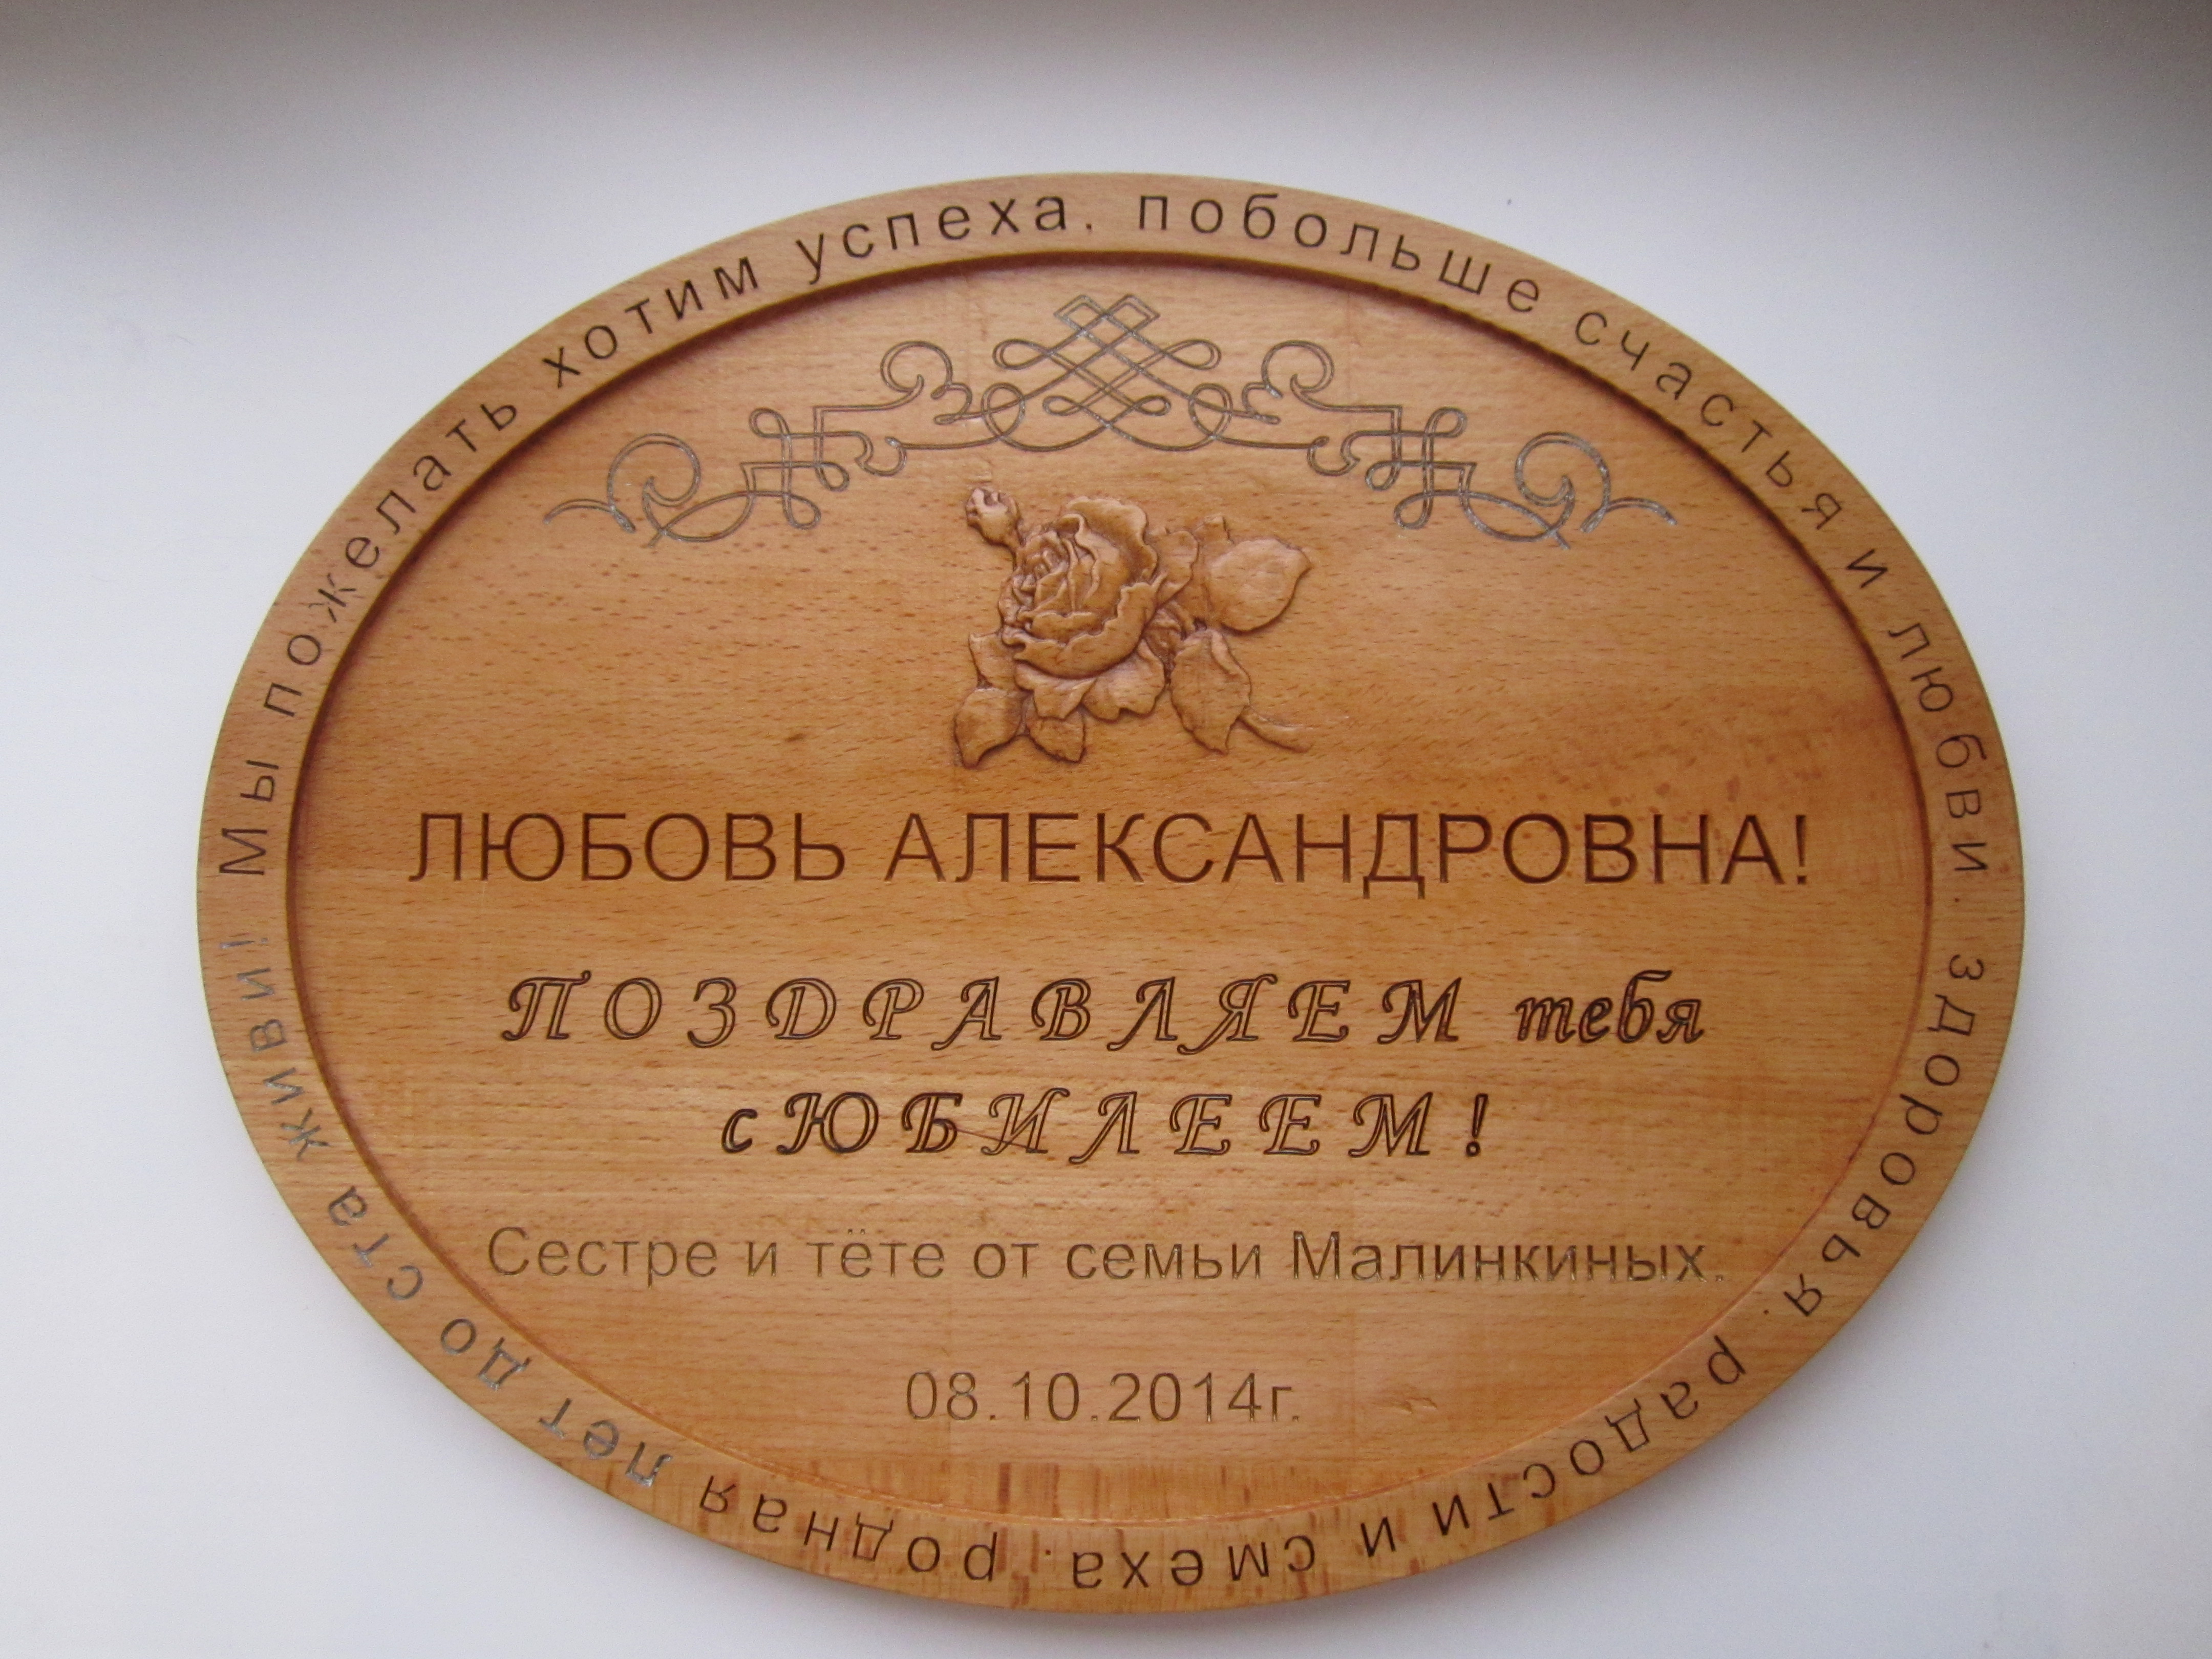 Мы пожелать хотим успеха, побольше счастья и любви, здоровья, радости и смеха, родная лет до ста живи!
ЛЮБОВЬ АЛЕКСАНДРОВНА!
ПОЗДРАВЛЯЕМ тебя
с ЮБИЛЕЕМ!
Сестре и тёте от семьи Малинкиных.
08.10.2014г.